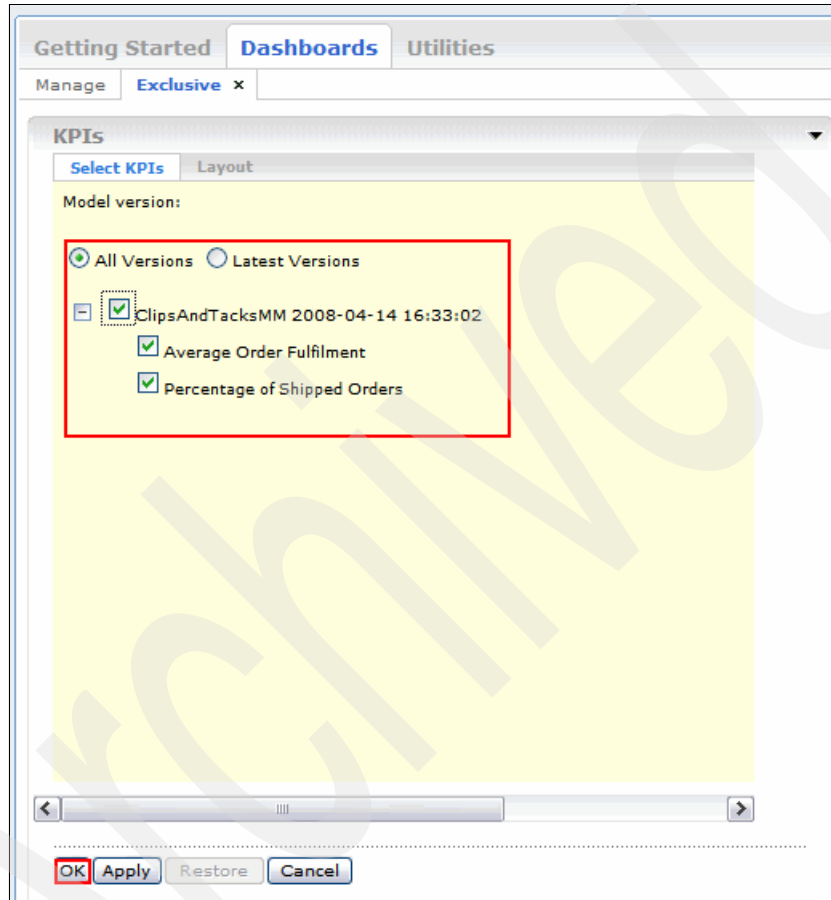 Getting Started Dashboards Utilities
Manage Exclusive ×
KPIs
Select KPIs Layout
Model version:
All Versions Latest Versions
ClipsAndTacksMM 2008-04-14 16:33:02
Average Order Fulfilment
Percentage of Shipped Orders
OK Apply Restore Cancel
Archived